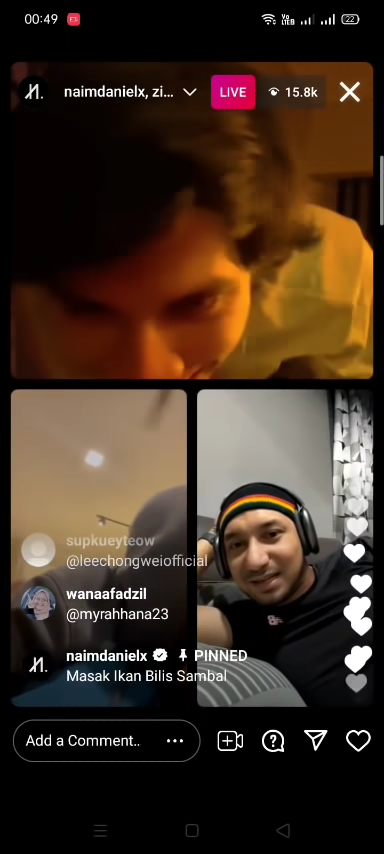 00:49
22
naimdanielx, zi...
LIVE
15.8k
supkueyteow
@leechongweiofficial
wanaafadzil
@myrahhana23
naimdanielx PINNED
Masak Ikan Bilis Sambal
Add a Comment..